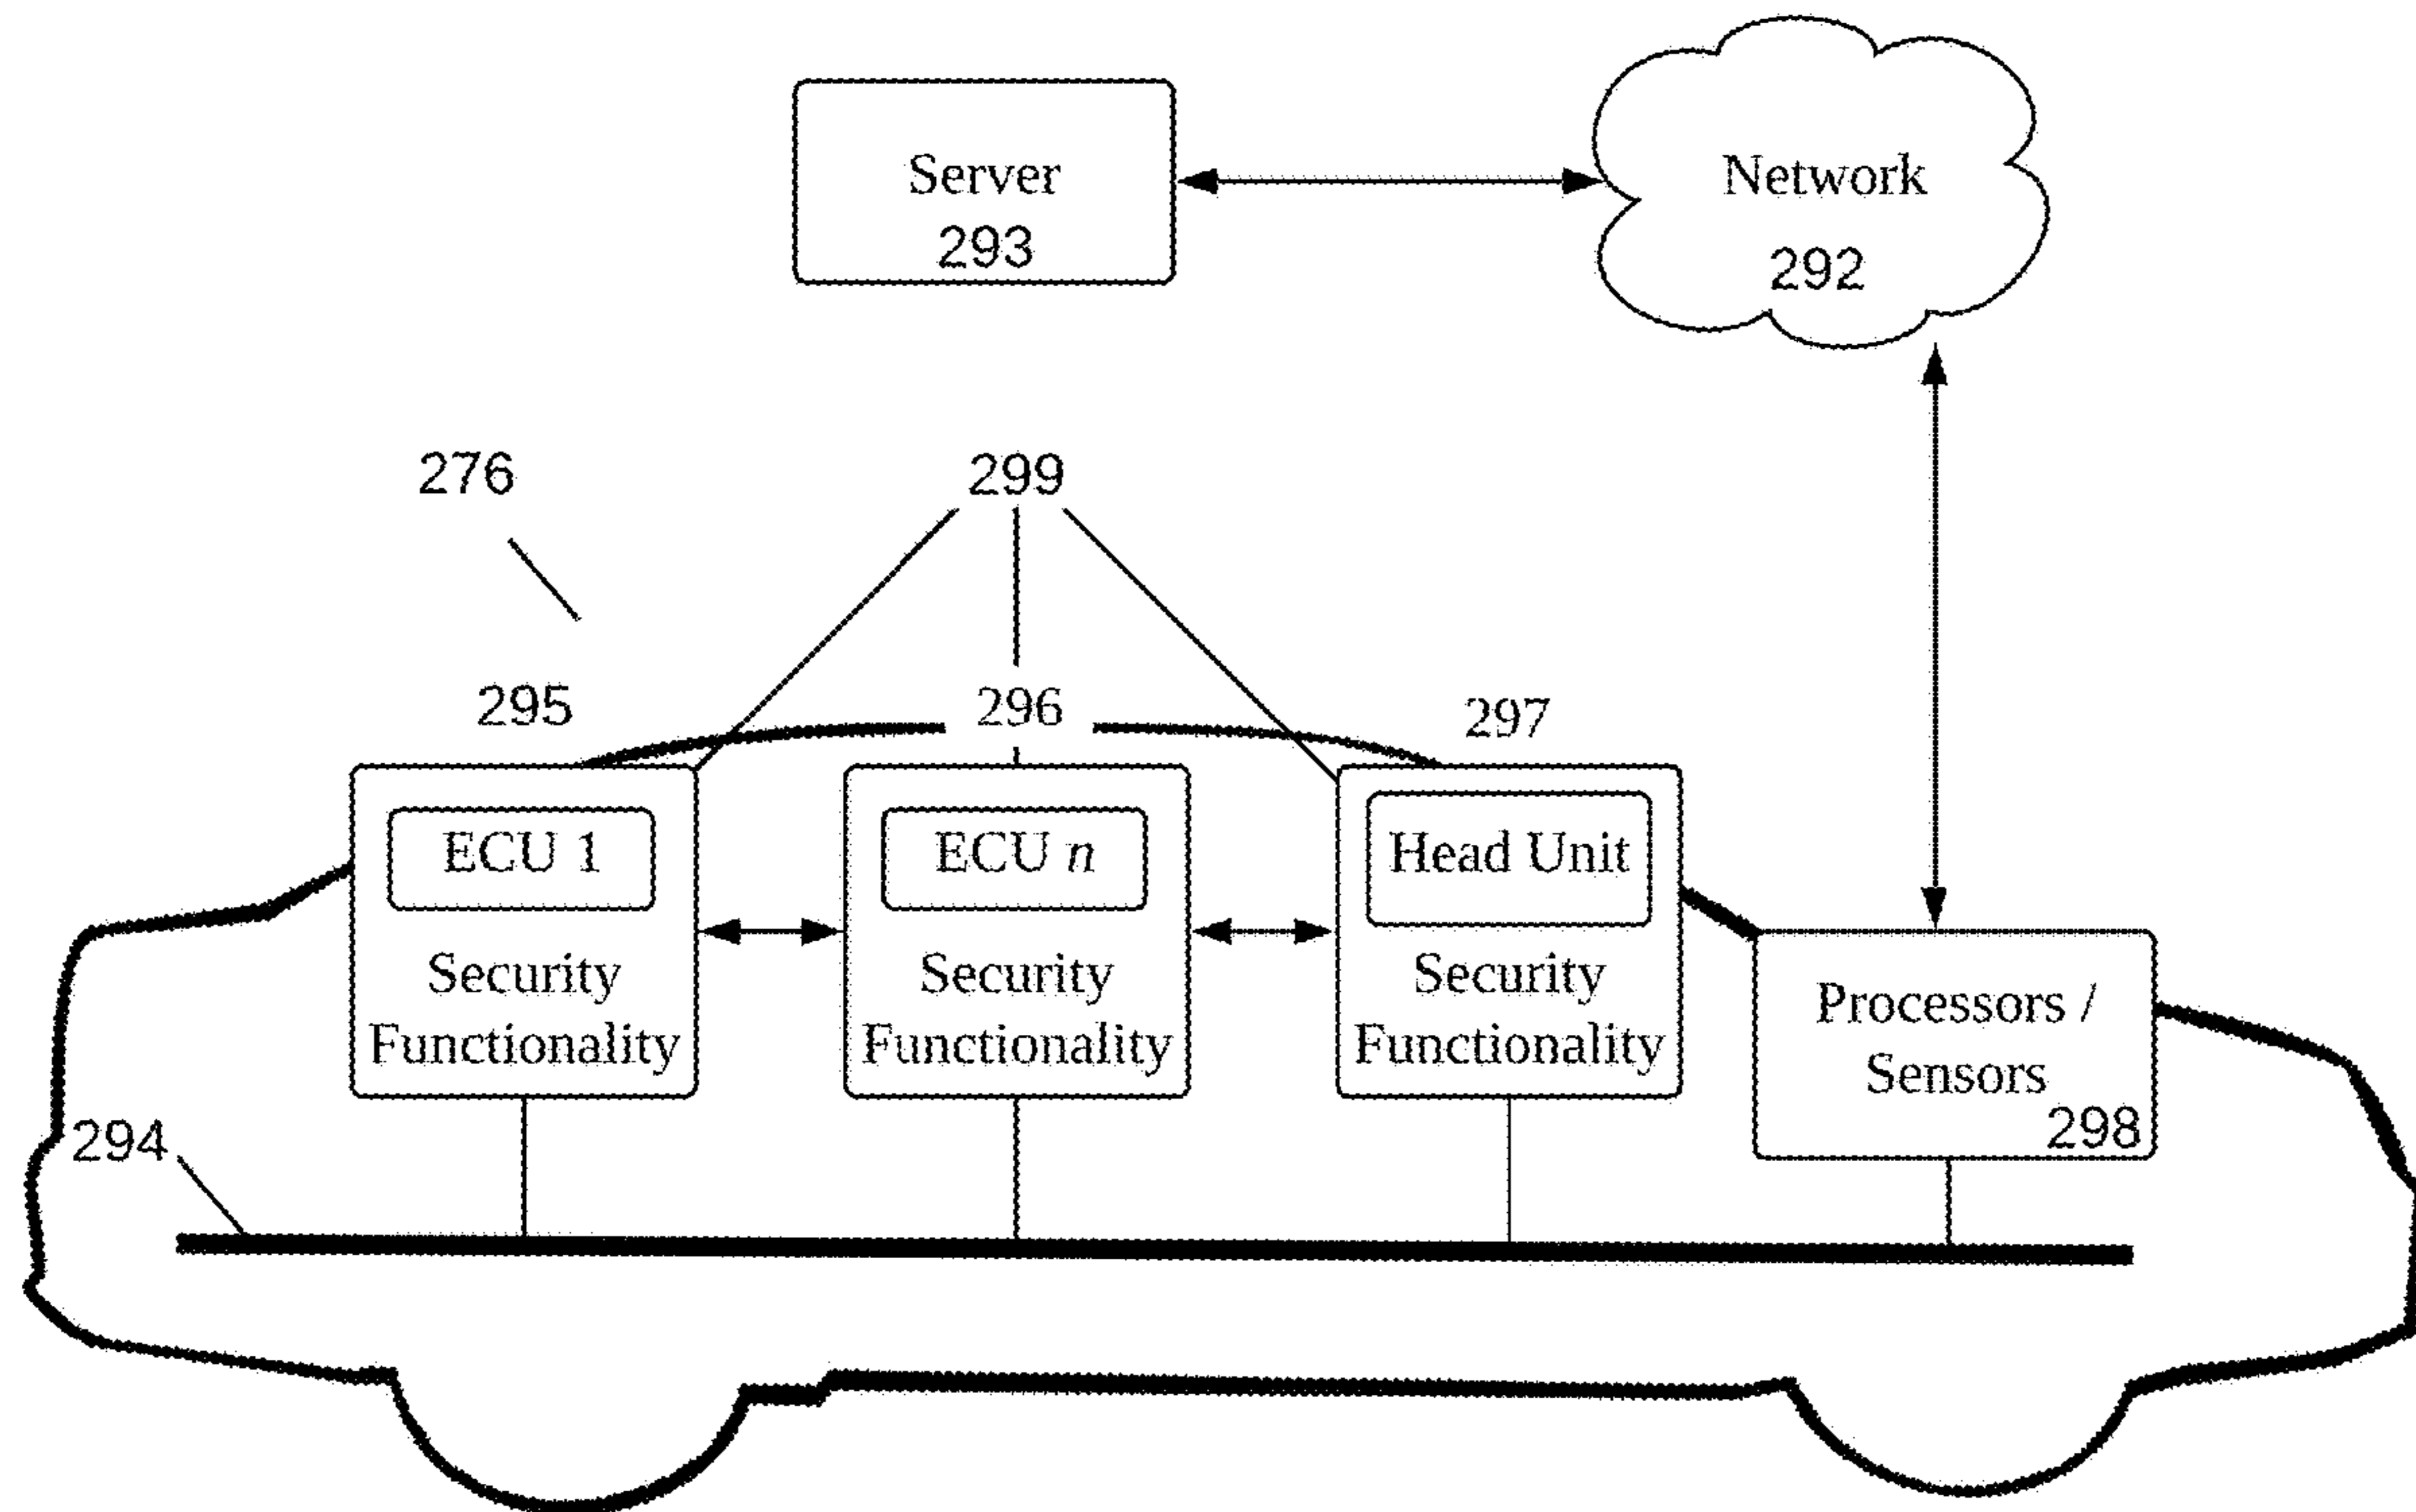 Server
293
Network
292
276
299
295
296
297
ECU 1
Security
Functionality
ECU n
Security
Functionality
Head Unit
Security
Functionality
Processors /
Sensors
298
294